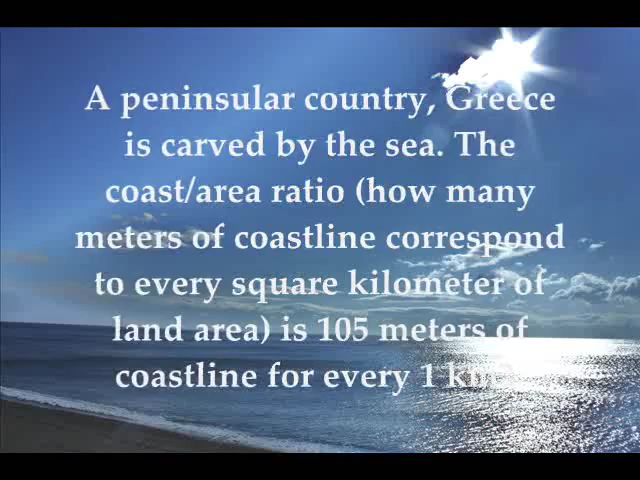 A peninsular country, Greece
is carved by the sea. The
coast/area ratio (how many
meters of coastline correspond
to every square kilometer of
land area) is 105 meters of
coastline for every 1